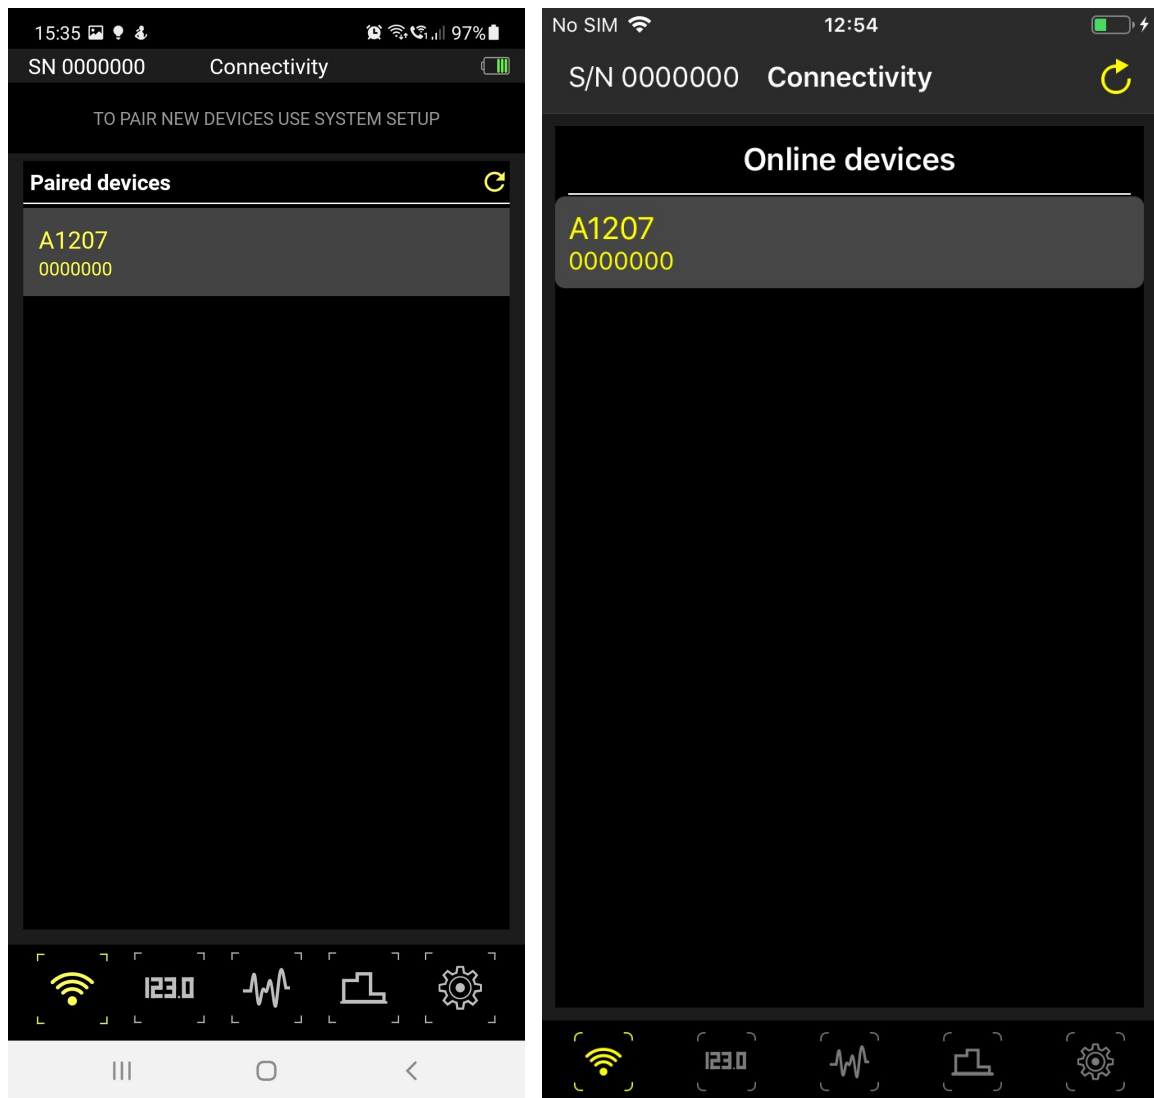 15:35
97%
SN 0000000 Connectivity
TO PAIR NEW DEVICES USE SYSTEM SETUP
Paired devices
A1207
0000000
123.0
No SIM 12:54
S/N 0000000 Connectivity
Online devices
A1207
0000000
123.0